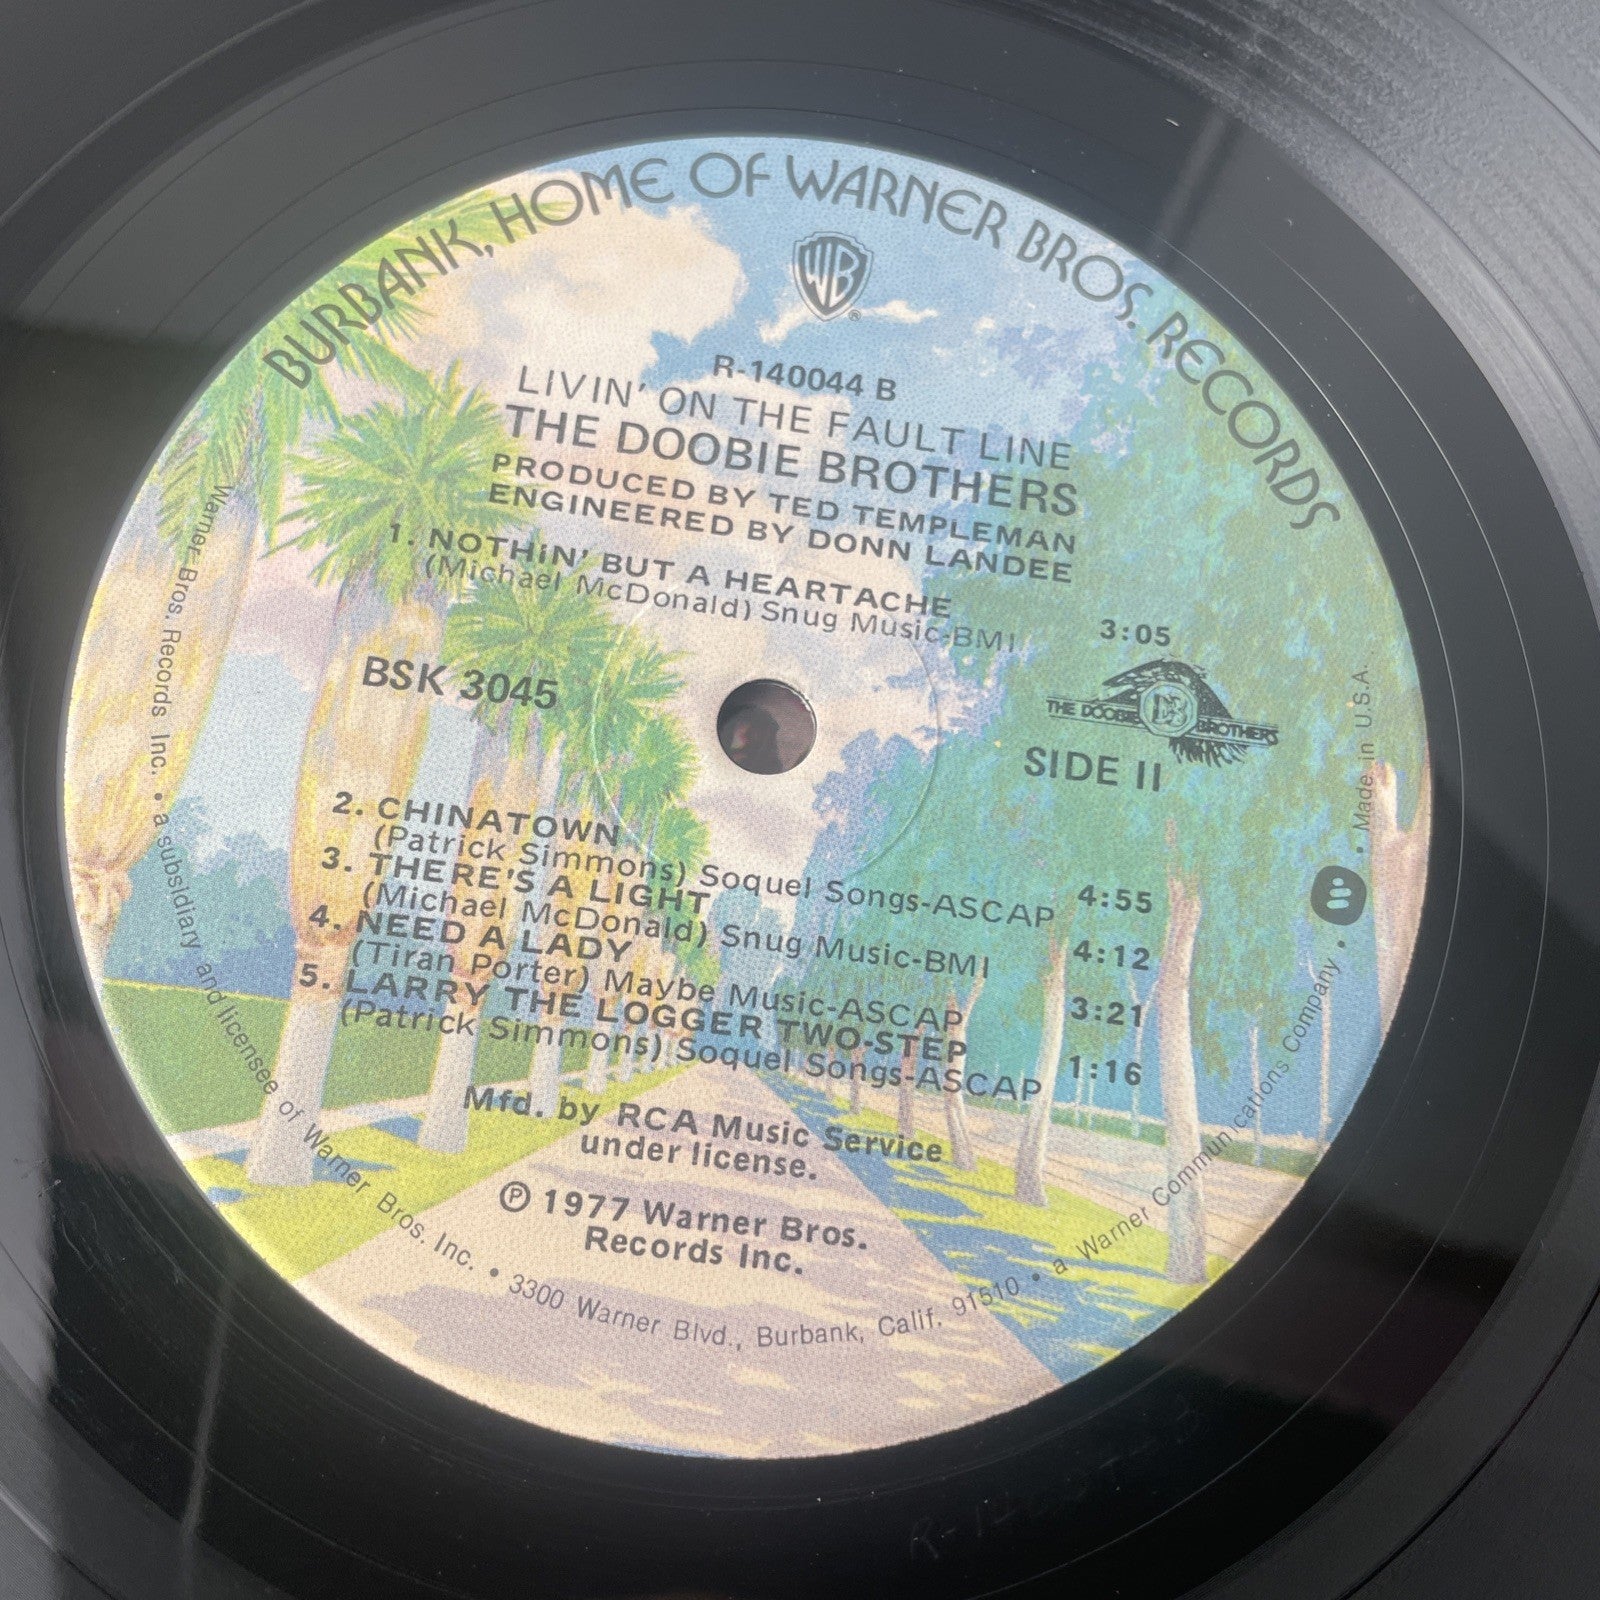 BURBANK, HOME OF WARNER BROS. RECORDS
WB
®
R-140044 B
LIVIN' ON THE FAULT LINE
THE DOOBIE BROTHERS
PRODUCED BY TED TEMPLEMAN
ENGINEERED BY DONN LANDEE
1. NOTHiN' BUT A HEARTACHE
(Michael McDonald) Snug Music-BMI 3:05
BSK 3045
THE DOOBIE DB BROTHERS
SIDE II
2. CHINATOWN
(Patrick Simmons) Soquel Songs-ASCAP 4:55
3. THERE'S A LIGHT
(Michael McDonald) Snug Music-BMI 4:12
4. NEED A LADY
(Tiran Porter) Maybe Music-ASCAP 3:21
5. LARRY THE LOGGER TWO-STEP
(Patrick Simmons) Soquel Songs-ASCAP 1:16
Mfd. by RCA Music Service
under license.
℗ 1977 Warner Bros.
Records Inc.
Warner Bros. Records Inc. • a subsidiary and licensee of Warner Bros. Inc. • 3300 Warner Blvd., Burbank, Calif. 91510 • a Warner Communications Company • Made in U.S.A.